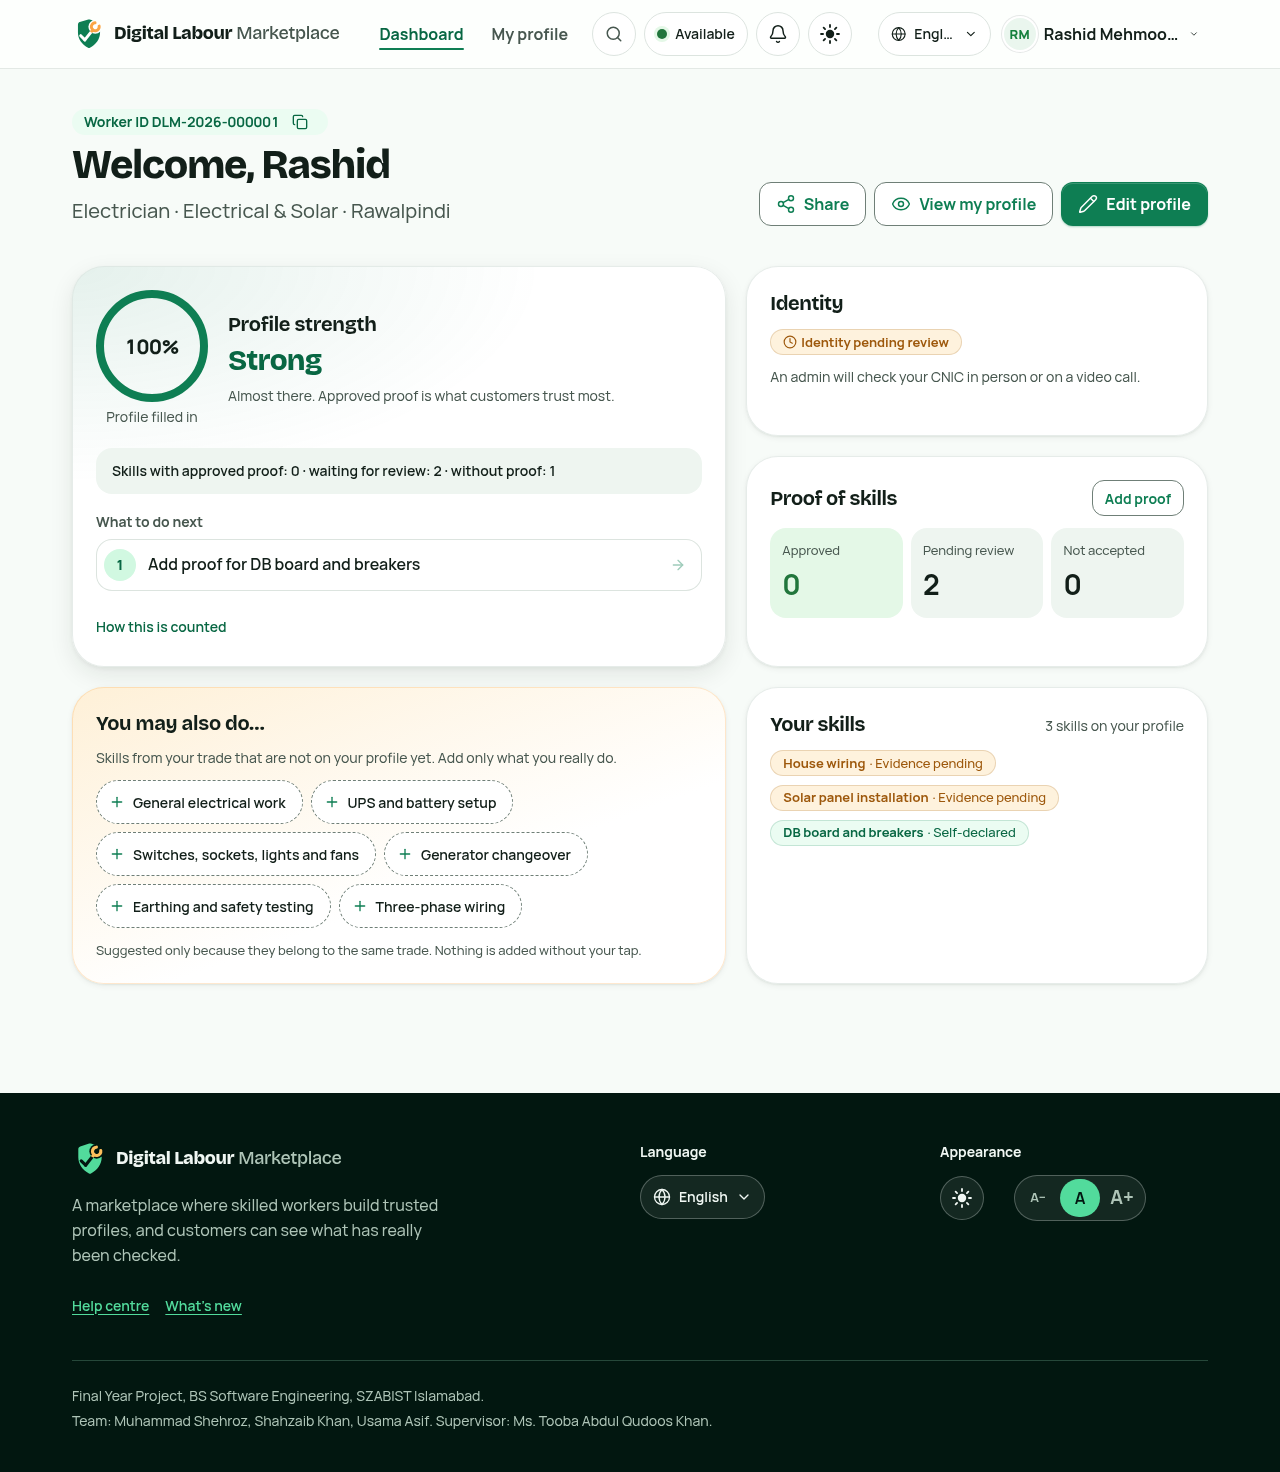 Digital Labour Marketplace
Dashboard
My profile
Available
Engl...
RM
Rashid Mehmoo...
Worker ID DLM-2026-000001
Welcome, Rashid
Electrician · Electrical & Solar · Rawalpindi
Share
View my profile
Edit profile
100%
Profile filled in
Profile strength
Strong
Almost there. Approved proof is what customers trust most.
Skills with approved proof: 0 · waiting for review: 2 · without proof: 1
What to do next
1
Add proof for DB board and breakers
How this is counted
Identity
Identity pending review
An admin will check your CNIC in person or on a video call.
Proof of skills
Add proof
Approved
0
Pending review
2
Not accepted
0
You may also do...
Skills from your trade that are not on your profile yet. Add only what you really do.
General electrical work
UPS and battery setup
Switches, sockets, lights and fans
Generator changeover
Earthing and safety testing
Three-phase wiring
Suggested only because they belong to the same trade. Nothing is added without your tap.
Your skills
3 skills on your profile
House wiring · Evidence pending
Solar panel installation · Evidence pending
DB board and breakers · Self-declared
Digital Labour Marketplace
A marketplace where skilled workers build trusted
profiles, and customers can see what has really
been checked.
Help centre
What's new
Language
English
Appearance
A−
A
A+
Final Year Project, BS Software Engineering, SZABIST Islamabad.
Team: Muhammad Shehroz, Shahzaib Khan, Usama Asif. Supervisor: Ms. Tooba Abdul Qudoos Khan.